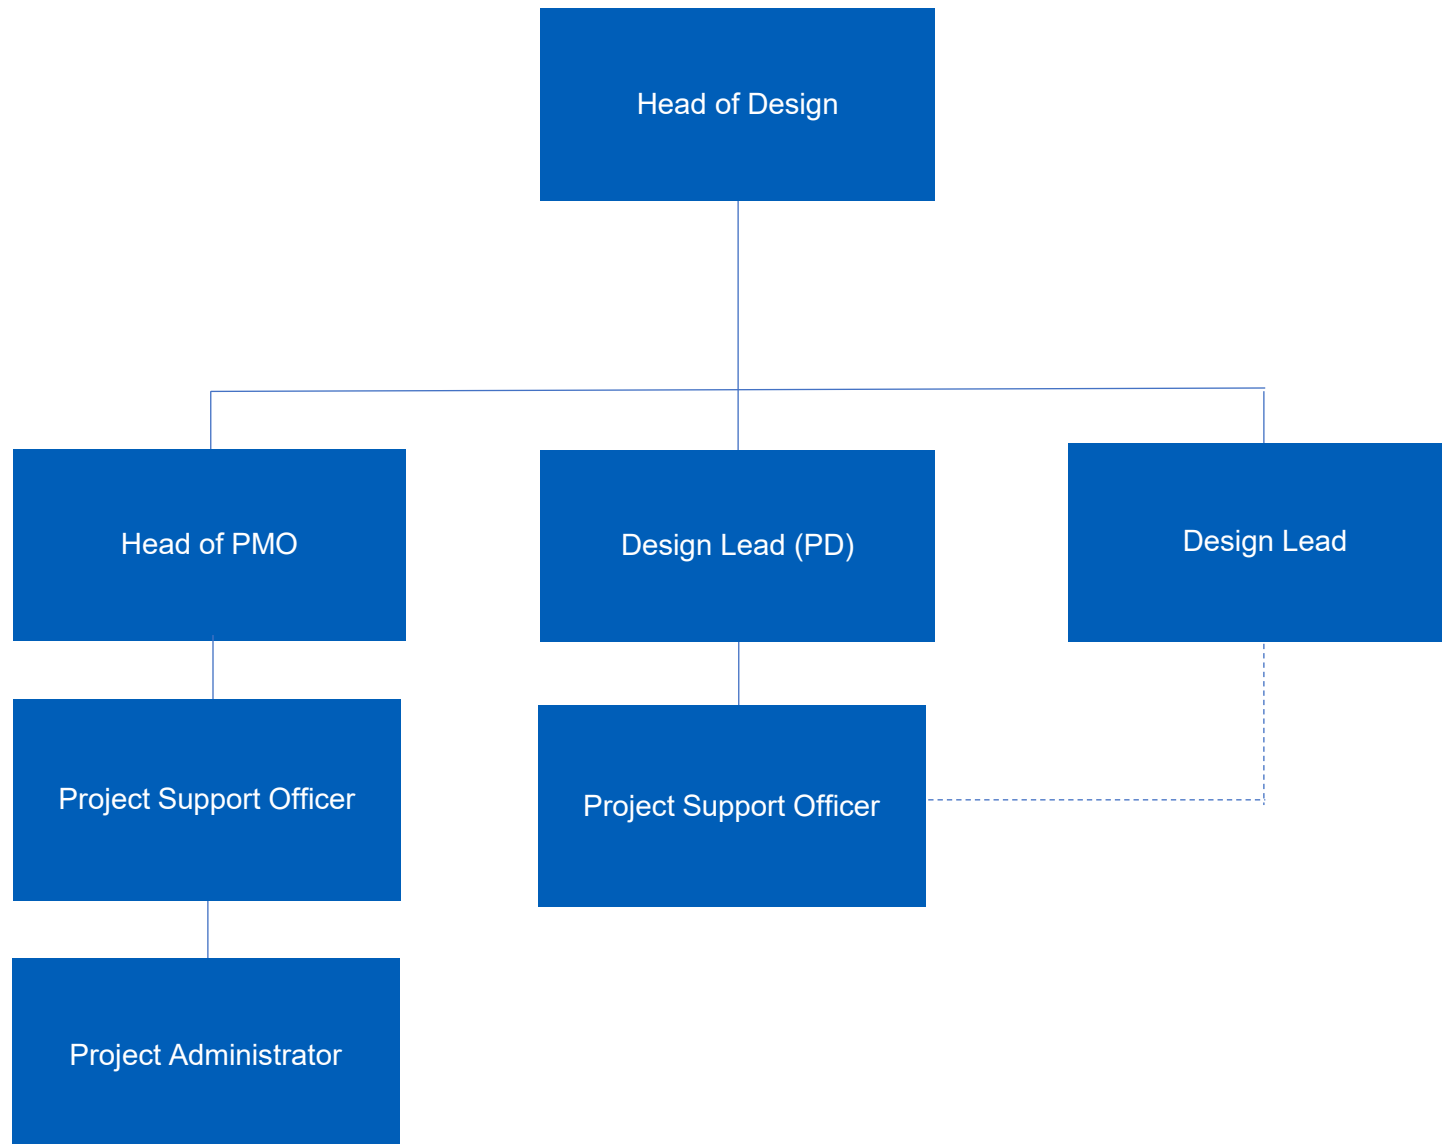 Head of Design
Head of PMO
Design Lead (PD)
Design Lead
Project Support Officer
Project Support Officer
Project Administrator